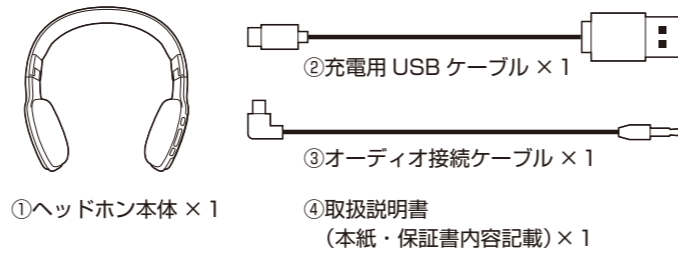 ②充電用 USB ケーブル × 1
③オーディオ接続ケーブル × 1
①ヘッドホン本体 × 1
④取扱説明書
（本紙・保証書内容記載）× 1